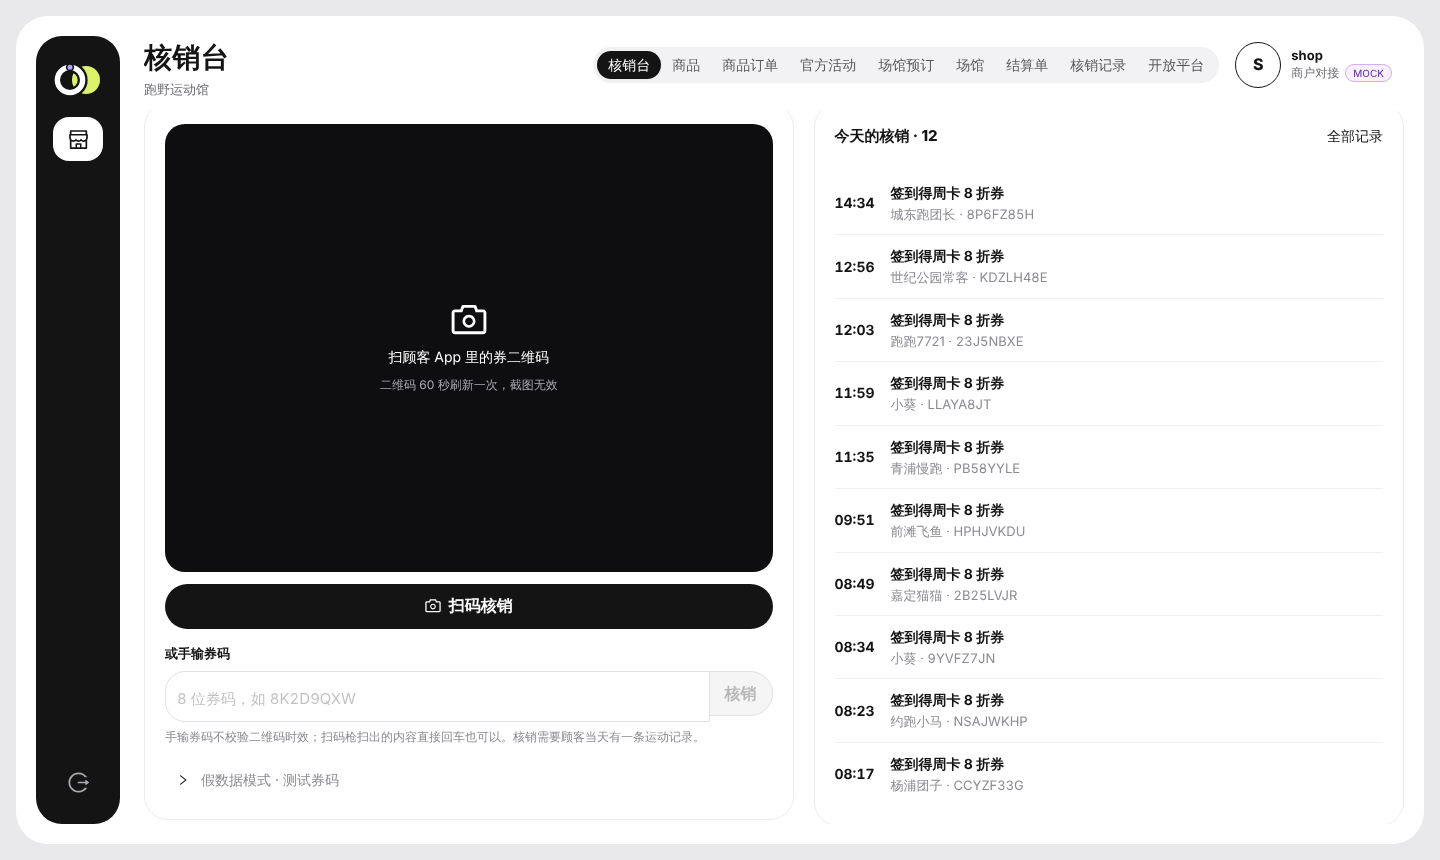 核销台
跑野运动馆
核销台 商品 商品订单 官方活动 场馆预订 场馆 结算单 核销记录 开放平台
S
shop
商户对接 MOCK
扫顾客 App 里的券二维码
二维码 60 秒刷新一次，截图无效
扫码核销
或手输券码
8 位券码，如 8K2D9QXW
核销
手输券码不校验二维码时效；扫码枪扫出的内容直接回车也可以。核销需要顾客当天有一条运动记录。
假数据模式 · 测试券码
今天的核销 · 12
全部记录
14:34
签到得周卡 8 折券
城东跑团长 · 8P6FZ85H
12:56
签到得周卡 8 折券
世纪公园常客 · KDZLH48E
12:03
签到得周卡 8 折券
跑跑7721 · 23J5NBXE
11:59
签到得周卡 8 折券
小葵 · LLAYA8JT
11:35
签到得周卡 8 折券
青浦慢跑 · PB58YYLE
09:51
签到得周卡 8 折券
前滩飞鱼 · HPHJVKDU
08:49
签到得周卡 8 折券
嘉定猫猫 · 2B25LVJR
08:34
签到得周卡 8 折券
小葵 · 9YVFZ7JN
08:23
签到得周卡 8 折券
约跑小马 · NSAJWKHP
08:17
签到得周卡 8 折券
杨浦团子 · CCYZF33G